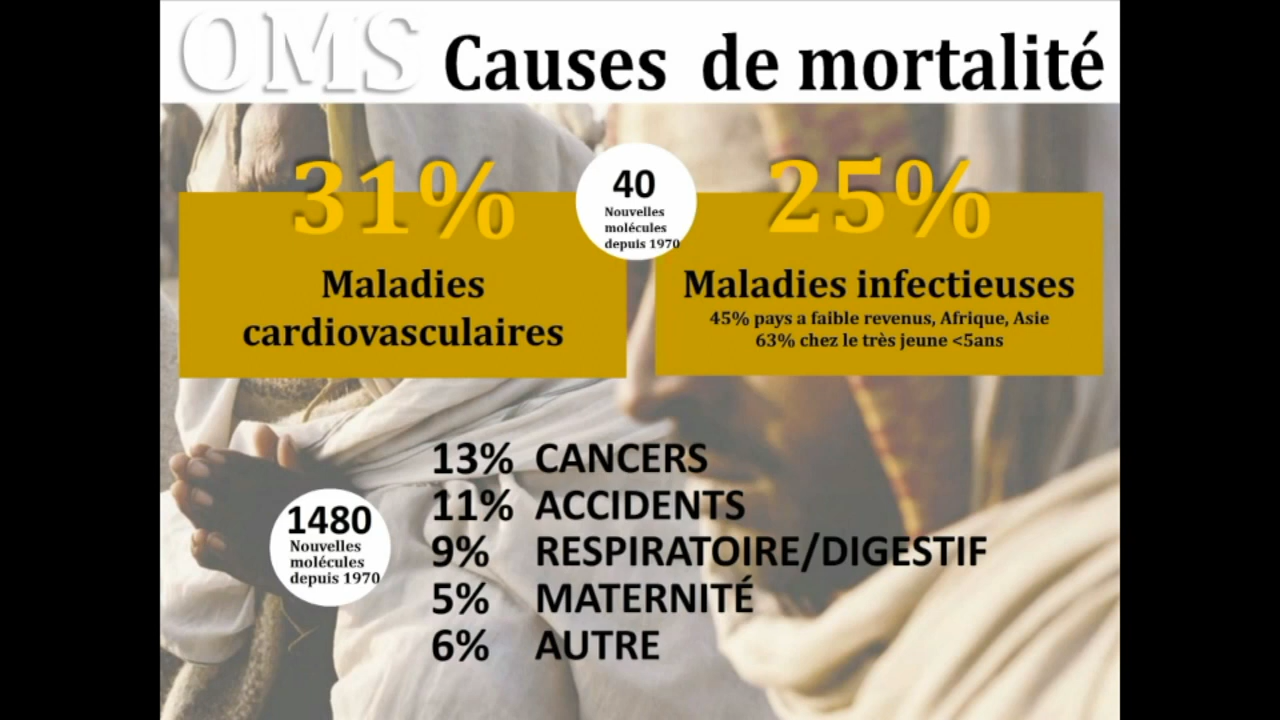 OMS Causes de mortalité
31%
Maladies
cardiovasculaires
40
Nouvelles
molécules
depuis 1970
25%
Maladies infectieuses
45% pays a faible revenus, Afrique, Asie
63% chez le très jeune <5ans
1480
Nouvelles
molécules
depuis 1970
13% CANCERS
11% ACCIDENTS
9% RESPIRATOIRE/DIGESTIF
5% MATERNITÉ
6% AUTRE